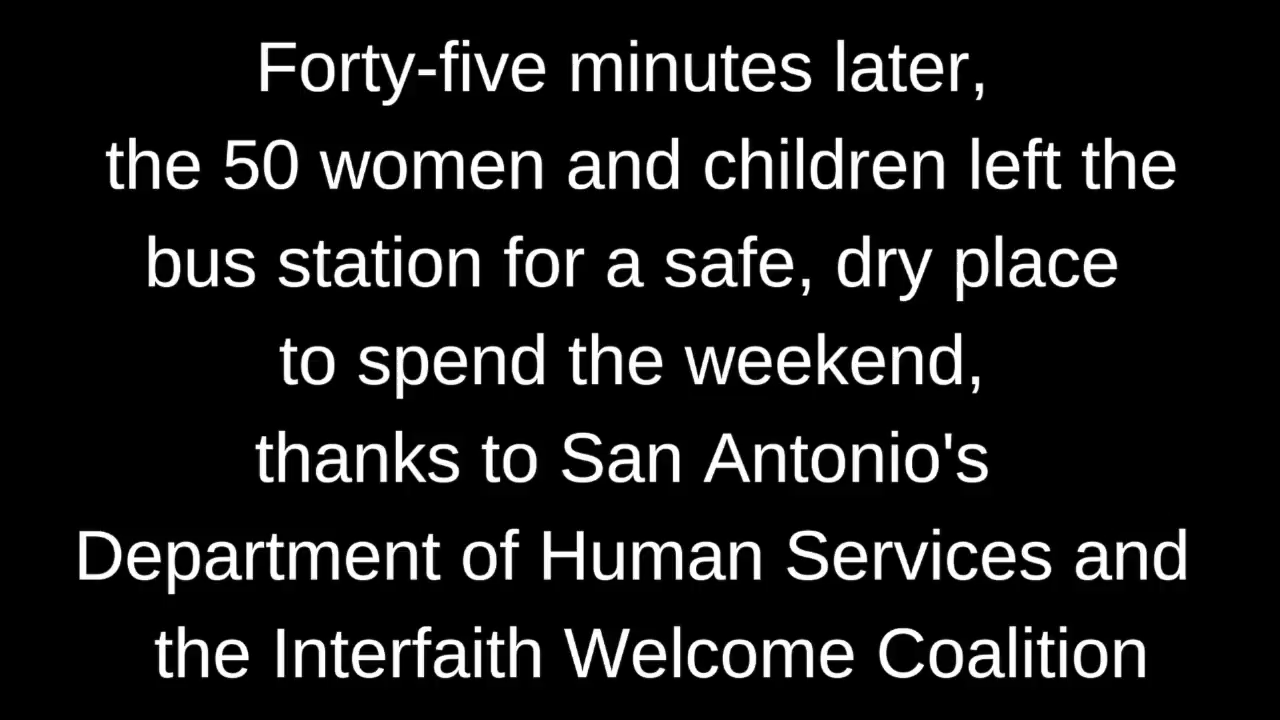 Forty-five minutes later,
the 50 women and children left the
bus station for a safe, dry place
to spend the weekend,
thanks to San Antonio's
Department of Human Services and
the Interfaith Welcome Coalition